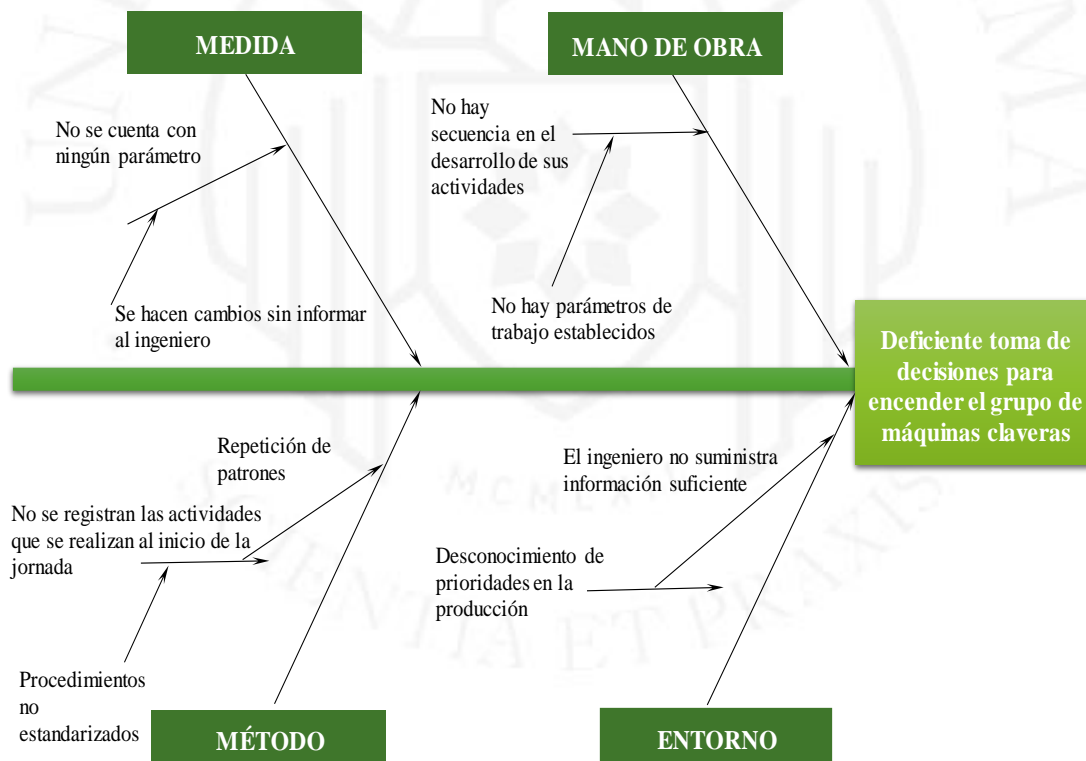 MEDIDA
MANO DE OBRA
No se cuenta con
ningún parámetro
No hay
secuencia en el
desarrollo de sus
actividades
Se hacen cambios sin informar
al ingeniero
No hay parámetros de
trabajo establecidos
Deficiente toma de
decisiones para
encender el grupo de
máquinas claveras
Repetición de
patrones
El ingeniero no suministra
información suficiente
No se registran las actividades
que se realizan al inicio de la
jornada
Desconocimiento de
prioridades en la
producción
Procedimientos
no
estandarizados
MÉTODO
ENTORNO
ET PRAXIS